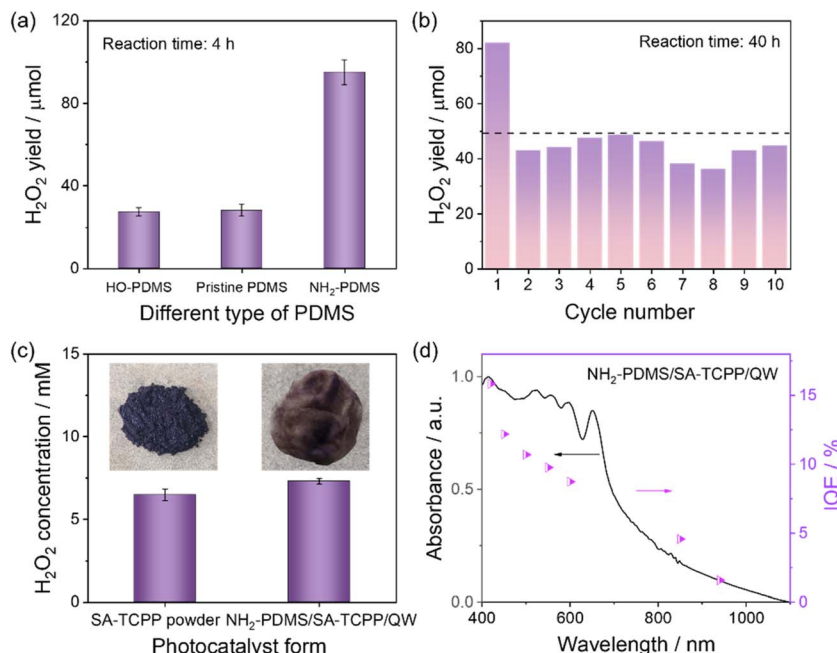 (a)
120
80
40
0
H₂O₂ yield / μmol
Reaction time: 4 h
HO-PDMS Pristine PDMS NH₂-PDMS
Different type of PDMS
(b)
100
80
60
40
20
0
H₂O₂ yield / μmol
Reaction time: 40 h
1 2 3 4 5 6 7 8 9 10
Cycle number
(c)
15
10
5
0
H₂O₂ concentration / mM
SA-TCPP powder NH₂-PDMS/SA-TCPP/QW
Photocatalyst form
(d)
1.0
0.5
0.0
Absorbance / a.u.
NH₂-PDMS/SA-TCPP/QW
15
10
5
0
IQE / %
400 600 800 1000
Wavelength / nm